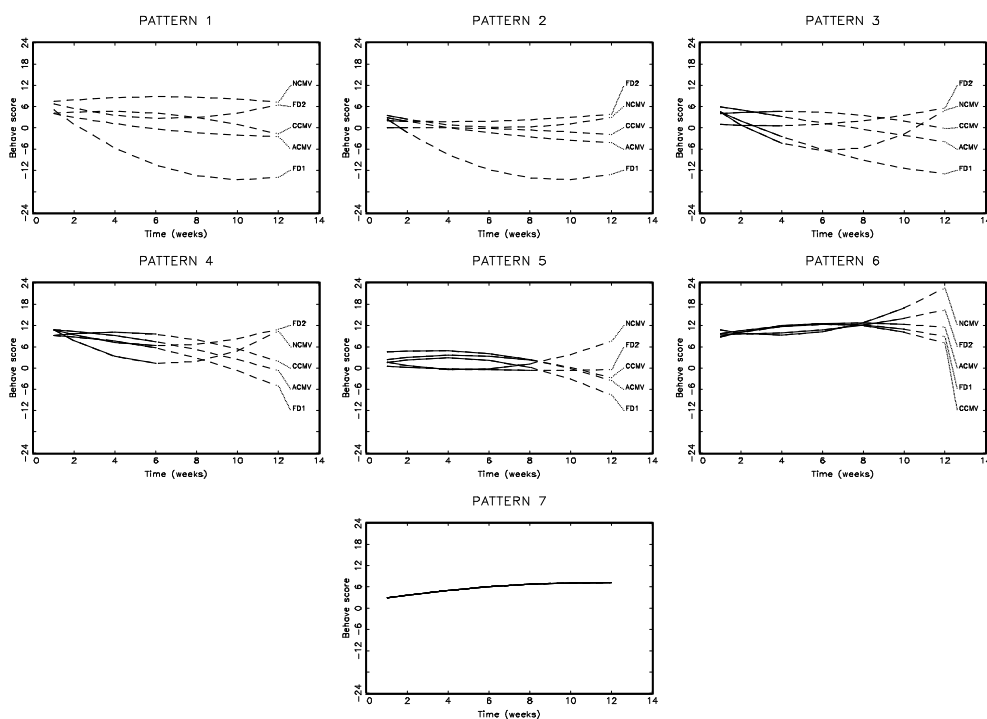 PATTERN 1
Behave score
24
18
12
6
0
-6
-12
-24
0 2 4 6 8 10 12 14
Time (weeks)
NCMV
FD2
CCMV
ACMV
FD1
PATTERN 2
Behave score
24
18
12
6
0
-6
-12
-24
0 2 4 6 8 10 12 14
Time (weeks)
FD2
NCMV
CCMV
ACMV
FD1
PATTERN 3
Behave score
24
18
12
6
0
-6
-12
-24
0 2 4 6 8 10 12 14
Time (weeks)
FD2
NCMV
CCMV
ACMV
FD1
PATTERN 4
Behave score
24
18
12
6
0
-6
-12
-24
0 2 4 6 8 10 12 14
Time (weeks)
FD2
NCMV
CCMV
ACMV
FD1
PATTERN 5
Behave score
24
18
12
6
0
-6
-12
-24
0 2 4 6 8 10 12 14
Time (weeks)
NCMV
FD2
CCMV
ACMV
FD1
PATTERN 6
Behave score
24
18
12
6
0
-6
-12
-24
0 2 4 6 8 10 12 14
Time (weeks)
NCMV
FD2
ACMV
FD1
CCMV
PATTERN 7
Behave score
24
18
12
6
0
-6
-12
-24
0 2 4 6 8 10 12 14
Time (weeks)